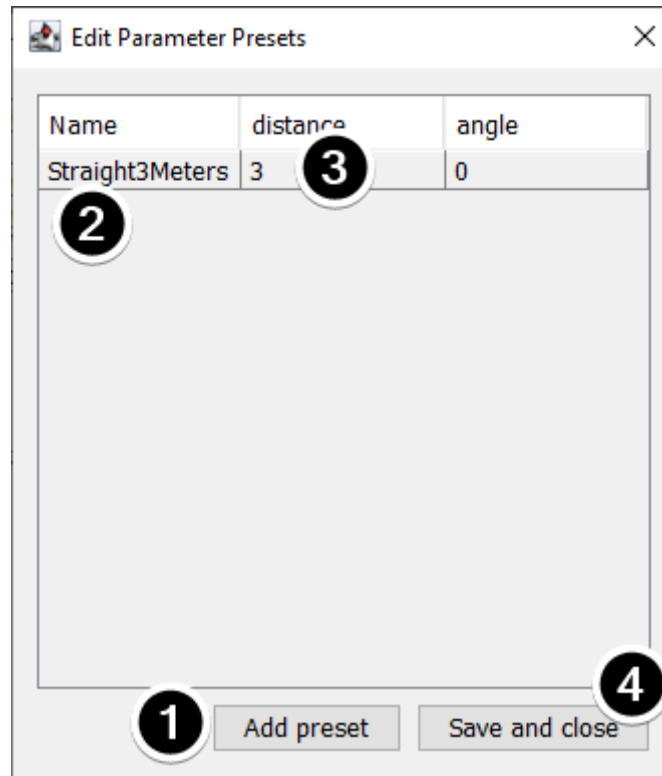 Edit Parameter Presets
Name distance angle
Straight3Meters 3 0
3
2
4
1
Add preset Save and close